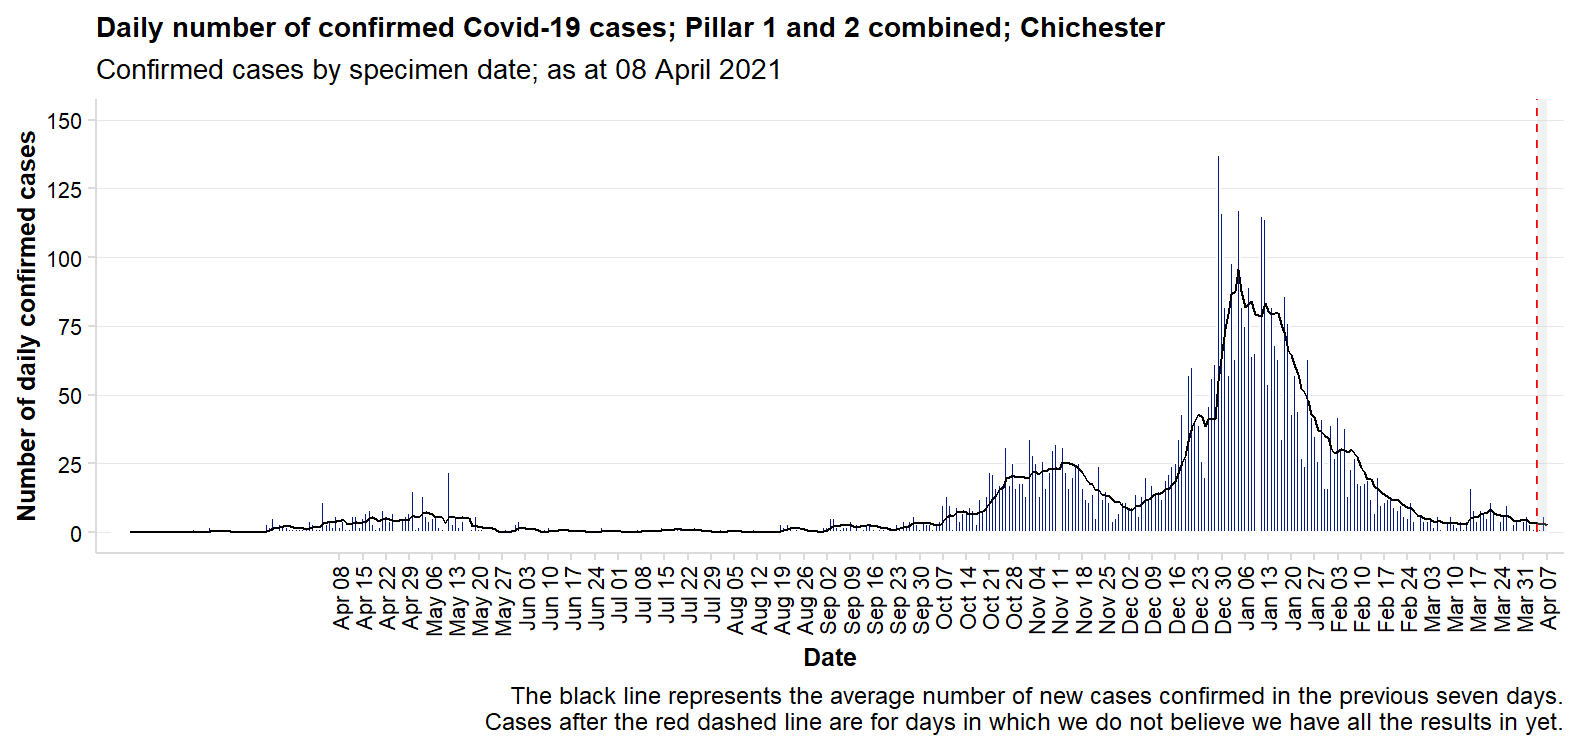 Daily number of confirmed Covid-19 cases; Pillar 1 and 2 combined; Chichester
Confirmed cases by specimen date; as at 08 April 2021
Number of daily confirmed cases
150
125
100
75
50
25
0
Apr 08
Apr 15
Apr 22
Apr 29
May 06
May 13
May 20
May 27
Jun 03
Jun 10
Jun 17
Jun 24
Jul 01
Jul 08
Jul 15
Jul 22
Jul 29
Aug 05
Aug 12
Aug 19
Aug 26
Sep 02
Sep 09
Sep 16
Sep 23
Sep 30
Oct 07
Oct 14
Oct 21
Oct 28
Nov 04
Nov 11
Nov 18
Nov 25
Dec 02
Dec 09
Dec 16
Dec 23
Dec 30
Jan 06
Jan 13
Jan 20
Jan 27
Feb 03
Feb 10
Feb 17
Feb 24
Mar 03
Mar 10
Mar 17
Mar 24
Mar 31
Apr 07
Date
The black line represents the average number of new cases confirmed in the previous seven days.
Cases after the red dashed line are for days in which we do not believe we have all the results in yet.